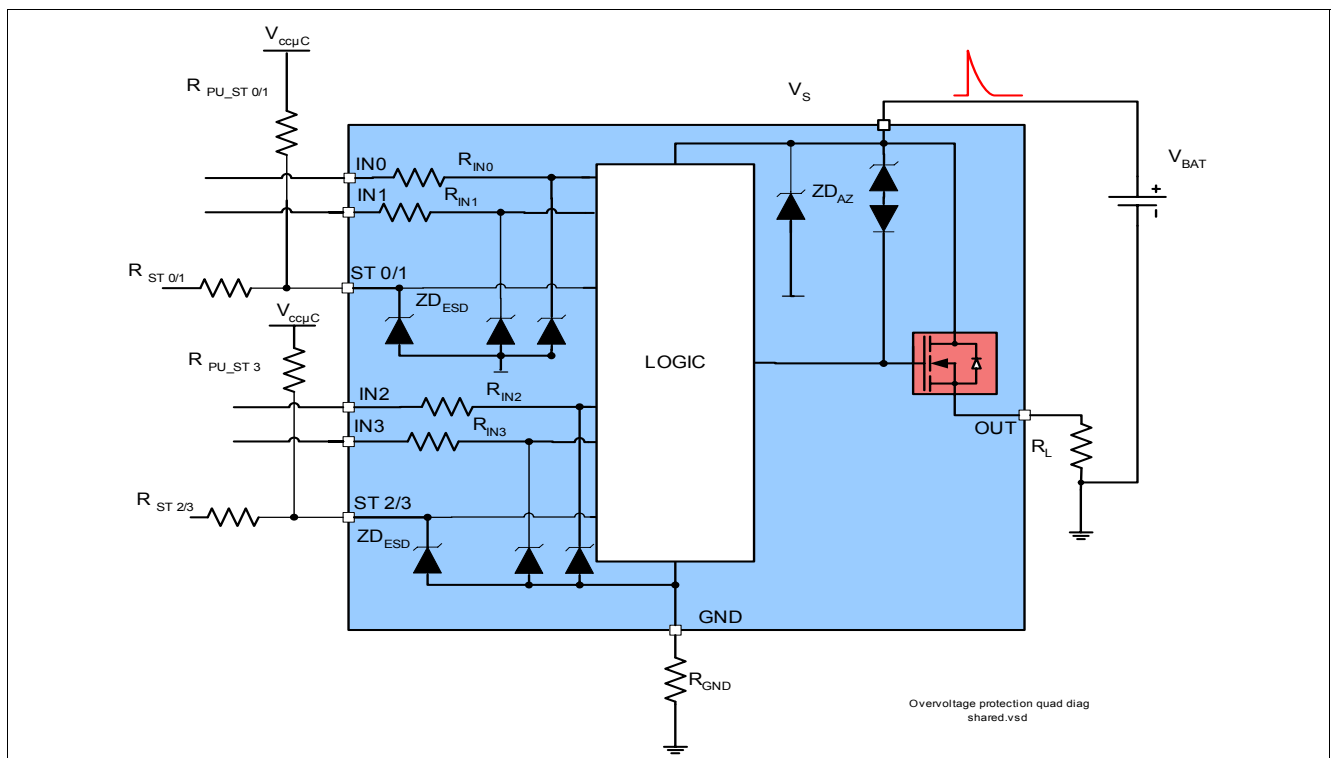 VccµC
R PU_ST 0/1
VS
IN0
RIN0
IN1
RIN1
VBAT
+
-
ZDAZ
R ST 0/1
ST 0/1
ZDESD
VccµC
R PU_ST 3
LOGIC
IN2
RIN2
IN3
RIN3
OUT
RL
R ST 2/3
ST 2/3
ZDESD
GND
RGND
Overvoltage protection quad diag
shared.vsd